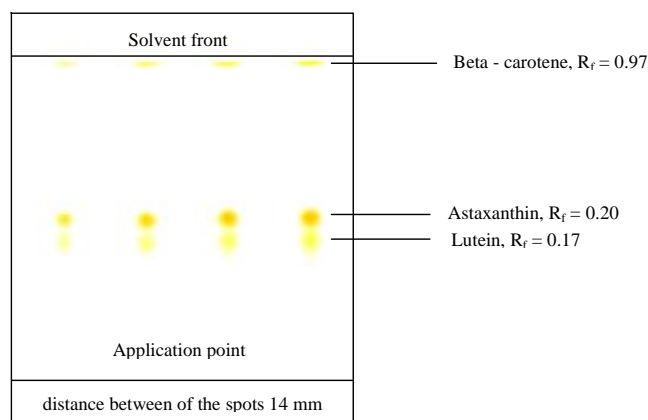 Solvent front
Beta - carotene, Rf = 0.97
Astaxanthin, Rf = 0.20
Lutein, Rf = 0.17
Application point
distance between of the spots 14 mm